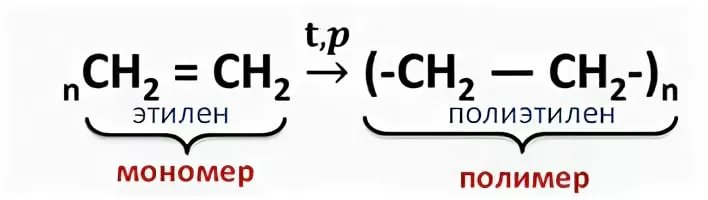 t,p
nCH₂ = CH₂ → (-CH₂ — CH₂-)n
этилен полиэтилен
мономер полимер